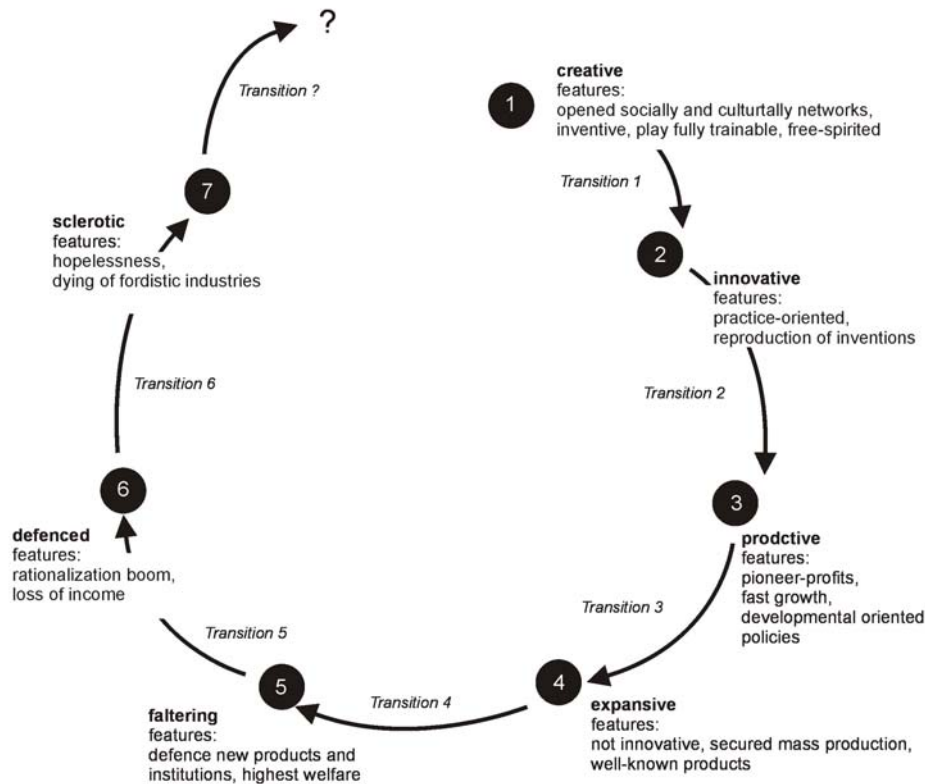 ?
Transition ?
1
creative
features:
opened socially and culturtally networks,
inventive, play fully trainable, free-spirited
Transition 1
2
innovative
features:
practice-oriented,
reproduction of inventions
Transition 2
3
prodctive
features:
pioneer-profits,
fast growth,
developmental oriented
policies
Transition 3
4
expansive
features:
not innovative, secured mass production,
well-known products
Transition 4
5
faltering
features:
defence new products and
institutions, highest welfare
Transition 5
6
defenced
features:
rationalization boom,
loss of income
Transition 6
7
sclerotic
features:
hopelessness,
dying of fordistic industries